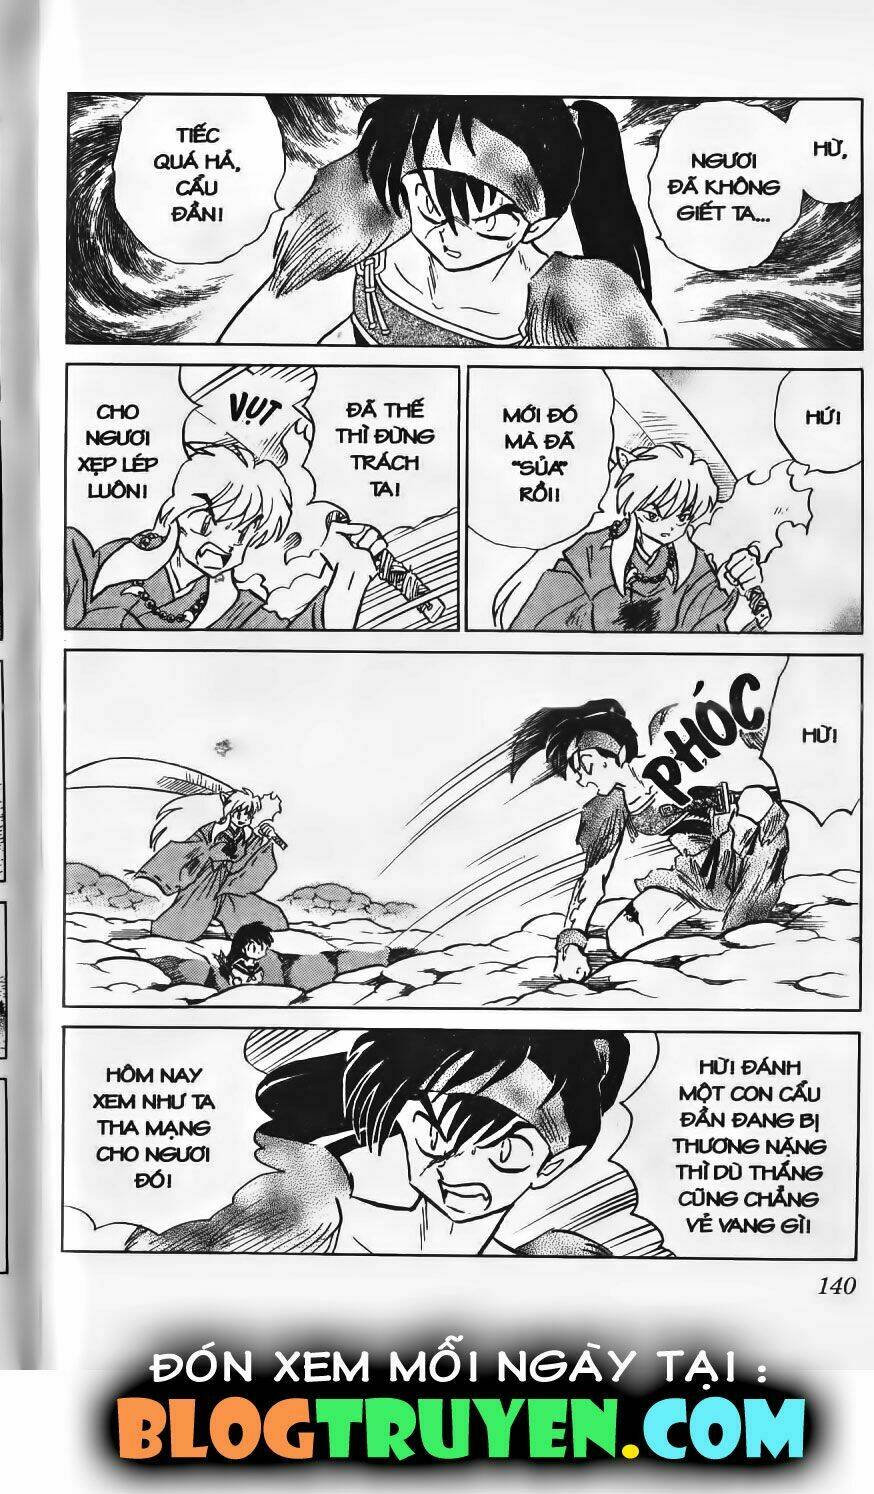 HỪ,
NGƯƠI
ĐÃ KHÔNG
GIẾT TA...
TIẾC
QUÁ HẢ,
CẨU
ĐẦN!
HỨ!
MỚI ĐÓ
MÀ ĐÃ
"SỦA"
RỒI!
ĐÃ THẾ
THÌ ĐỪNG
TRÁCH
TA!
VỤT
CHO
NGƯƠI
XẸP LÉP
LUÔN!
HỪ!
PHÓC
HỪ! ĐÁNH
MỘT CON CẨU
ĐẦN ĐANG BỊ
THƯƠNG NẶNG
THÌ DÙ THẮNG
CŨNG CHẲNG
VẺ VANG GÌ!
HÔM NAY
XEM NHƯ TA
THA MẠNG
CHO NGƯƠI
ĐÓ!
140
ĐÓN XEM MỖI NGÀY TẠI :
BLOGTRUYEN.COM